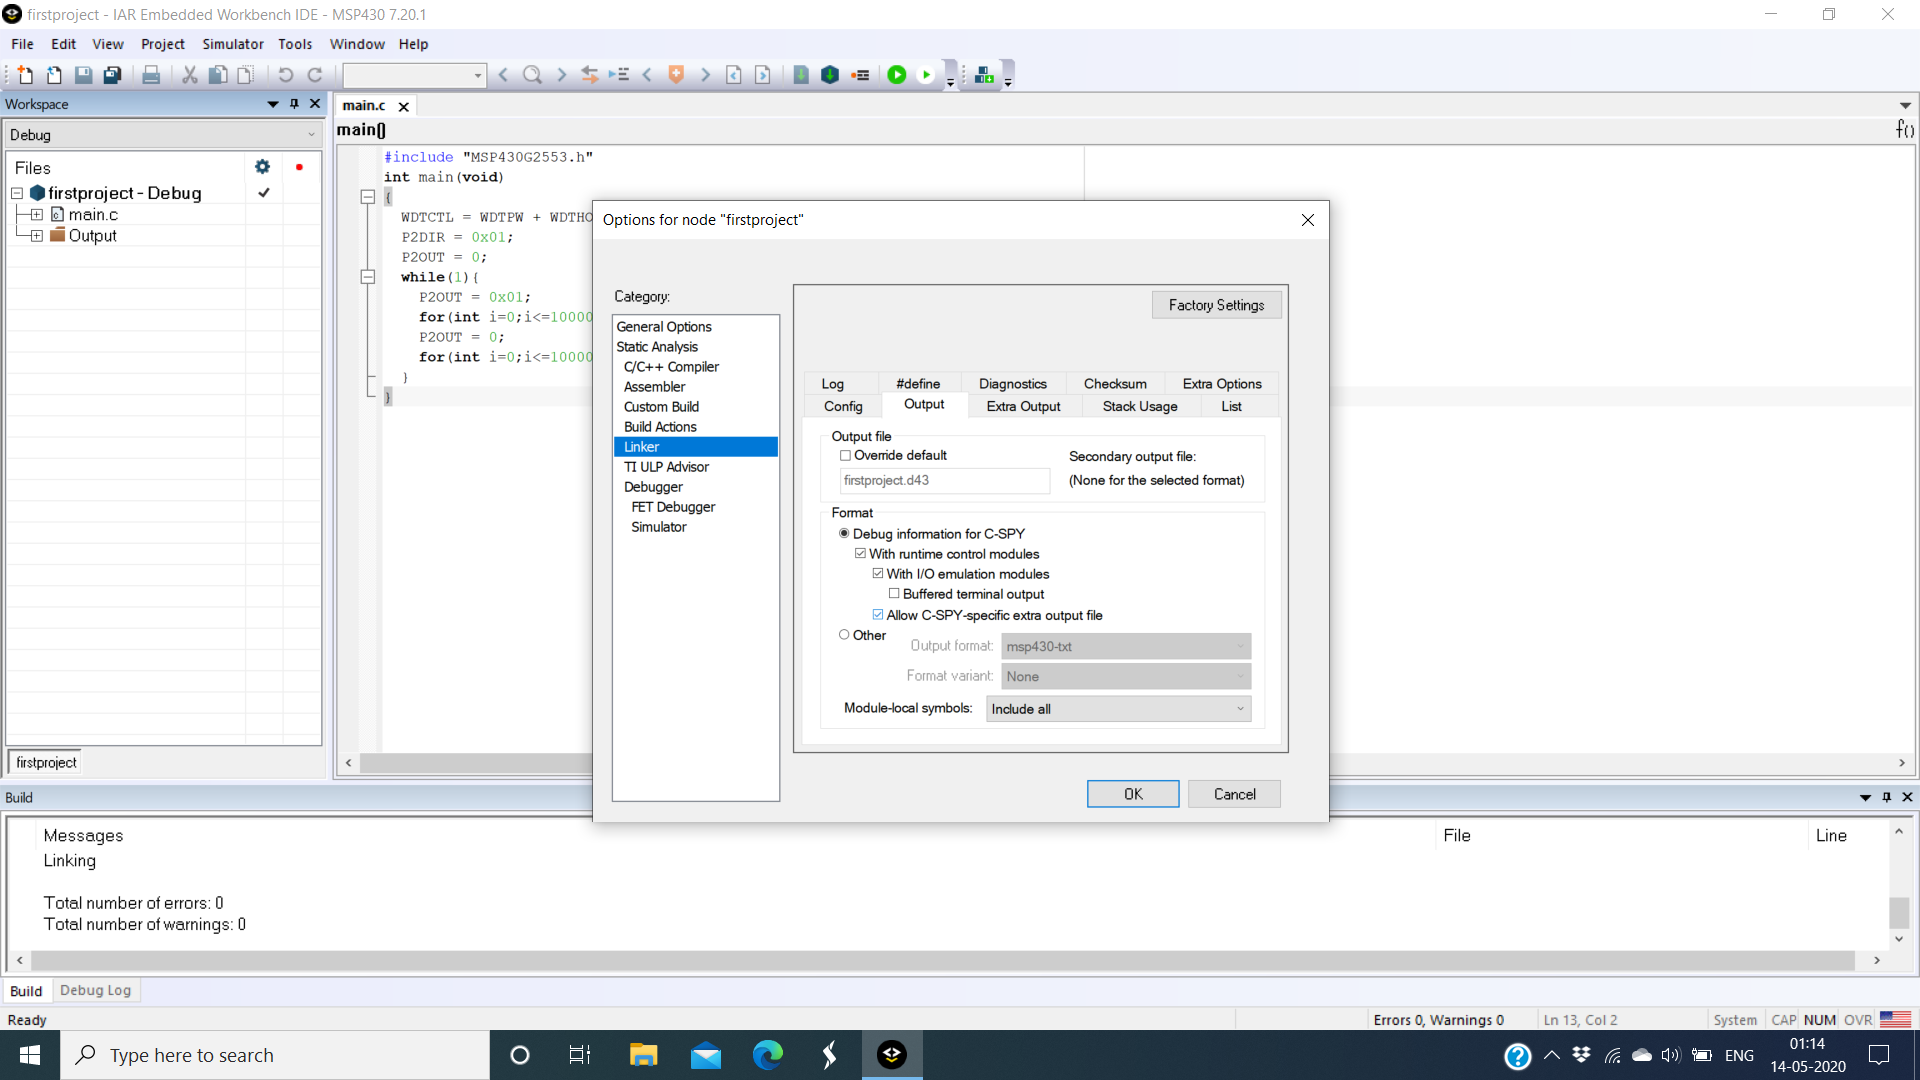 firstproject - IAR Embedded Workbench IDE - MSP430 7.20.1
File Edit View Project Simulator Tools Window Help
Workspace
Debug
Files
firstproject - Debug
main.c
Output
firstproject
main.c
main()
f()
#include "MSP430G2553.h"
int main(void)
{
WDTCTL = WDTPW + WDTHO
P2DIR = 0x01;
P2OUT = 0;
while(1){
P2OUT = 0x01;
for(int i=0;i<=10000
P2OUT = 0;
for(int i=0;i<=10000
}
}
Options for node "firstproject"
Category:
General Options
Static Analysis
C/C++ Compiler
Assembler
Custom Build
Build Actions
Linker
TI ULP Advisor
Debugger
FET Debugger
Simulator
Factory Settings
Log #define Diagnostics Checksum Extra Options
Config Output Extra Output Stack Usage List
Output file
Override default
firstproject.d43
Secondary output file:
(None for the selected format)
Format
Debug information for C-SPY
With runtime control modules
With I/O emulation modules
Buffered terminal output
Allow C-SPY-specific extra output file
Other
Output format: msp430-txt
Format variant: None
Module-local symbols: Include all
OK Cancel
Build
Messages File Line
Linking
Total number of errors: 0
Total number of warnings: 0
Build Debug Log
Ready
Errors 0, Warnings 0 Ln 13, Col 2 System CAP NUM OVR
Type here to search
ENG
01:14
14-05-2020